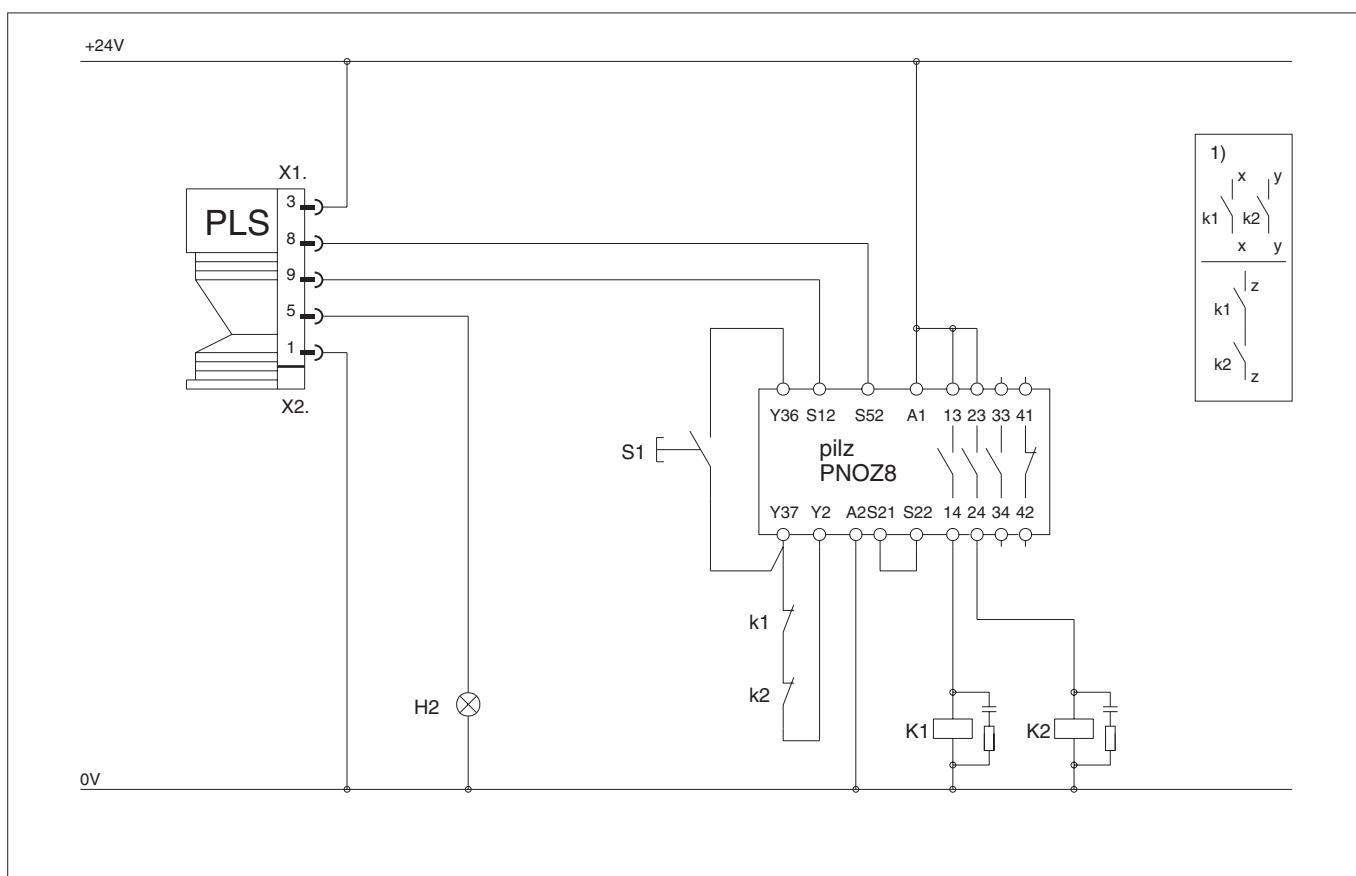 +24V
1)
x y
k1 k2
x y
z
k1
k2
z
X1.
3
PLS
8
9
5
1
X2.
Y36 S12 S52 A1 13 23 33 41
S1
pilz
PNOZ8
Y37 Y2 A2 S21 S22 14 24 34 42
k1
k2
H2
K1 K2
0V